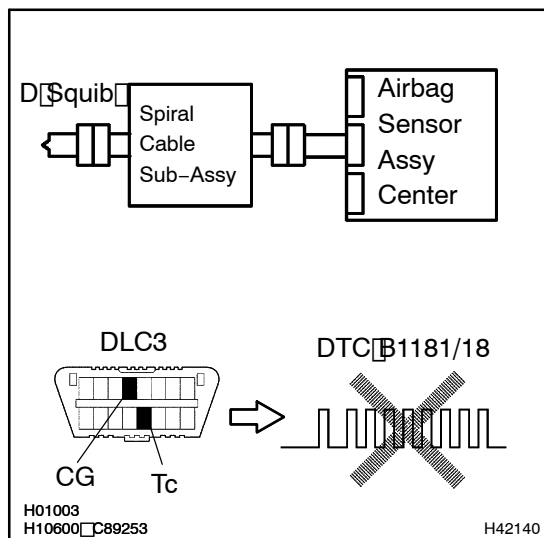 D□Squib□
Spiral
Cable
Sub−Assy
Airbag
Sensor
Assy
Center
DLC3
DTC□B1181/18
CG
Tc
H01003
H10600□C89253
H42140